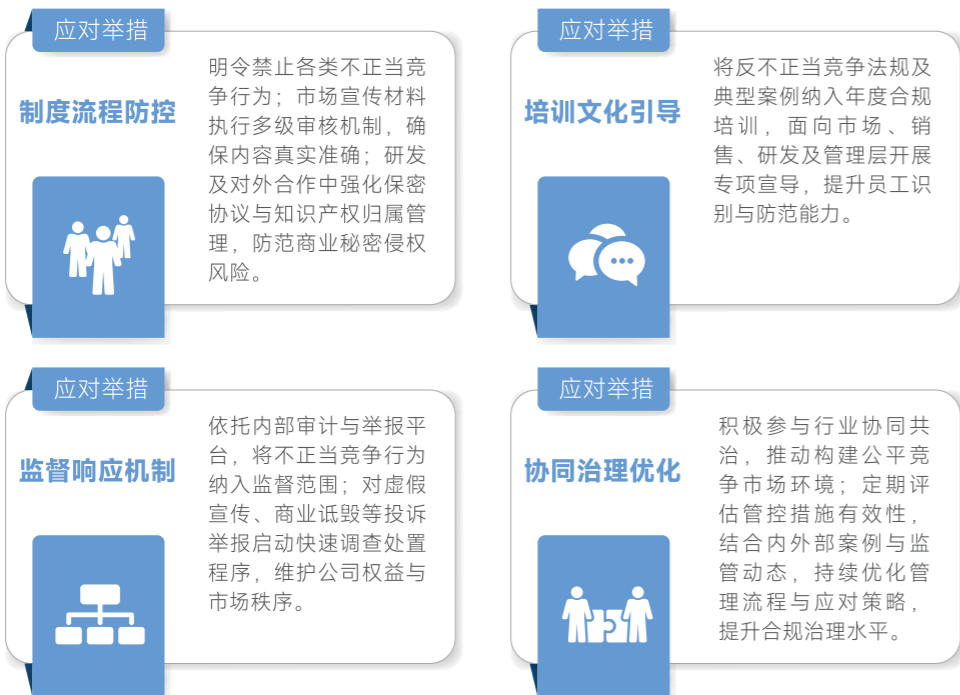 应对举措
制度流程防控
明令禁止各类不正当竞
争行为；市场宣传材料
执行多级审核机制，确
保内容真实准确；研发
及对外合作中强化保密
协议与知识产权归属管
理，防范商业秘密侵权
风险。
应对举措
培训文化引导
将反不正当竞争法规及
典型案例纳入年度合规
培训，面向市场、销
售、研发及管理层开展
专项宣导，提升员工识
别与防范能力。
应对举措
监督响应机制
依托内部审计与举报平
台，将不正当竞争行为
纳入监督范围；对虚假
宣传、商业诋毁等投诉
举报启动快速调查处置
程序，维护公司权益与
市场秩序。
应对举措
协同治理优化
积极参与行业协同共
治，推动构建公平竞
争市场环境；定期评
估管控措施有效性，
结合内外部案例与监
管动态，持续优化管
理流程与应对策略，
提升合规治理水平。